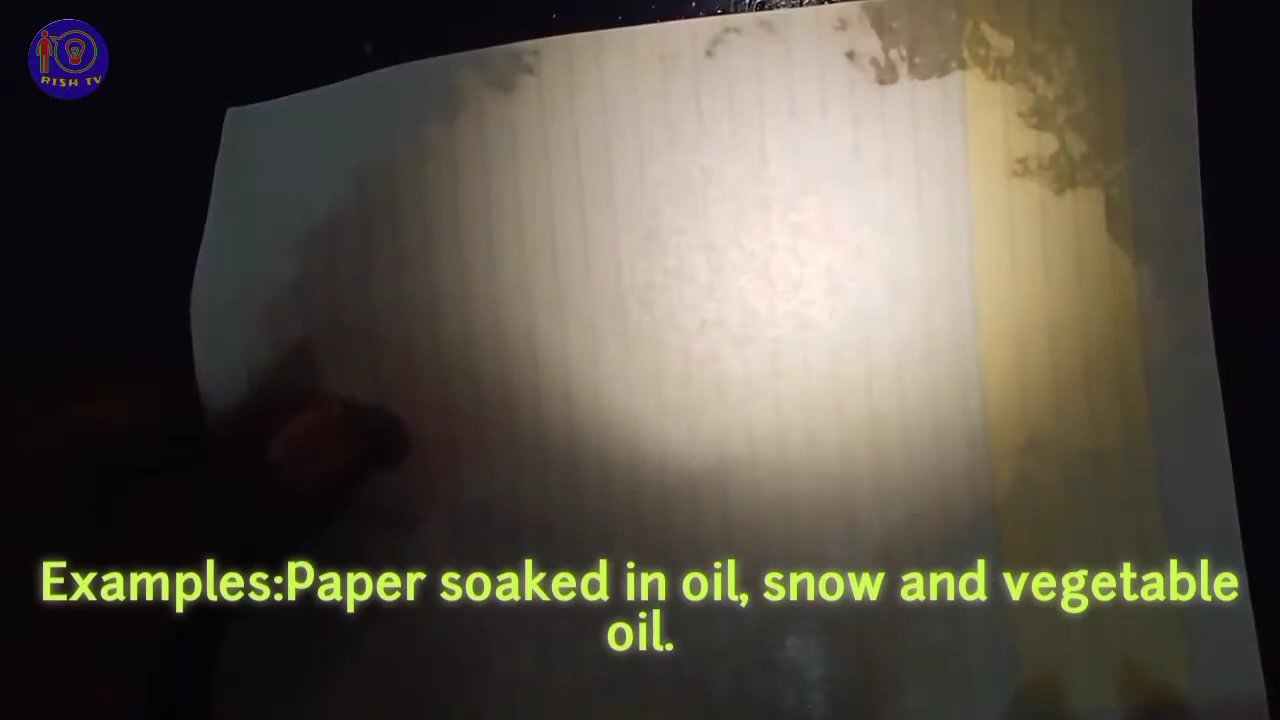 RISH TV
Examples:Paper soaked in oil, snow and vegetable
oil.